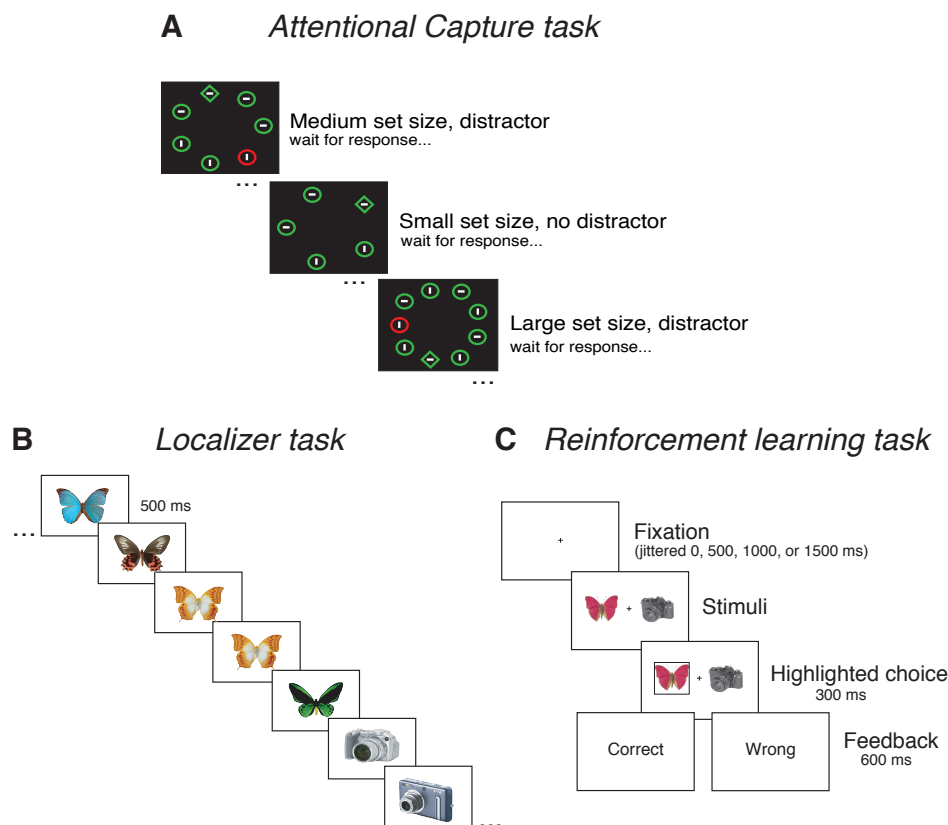 A Attentional Capture task
Medium set size, distractor
wait for response...
...
Small set size, no distractor
wait for response...
...
Large set size, distractor
wait for response...
...
B Localizer task
500 ms
...
...
C Reinforcement learning task
Fixation
(jittered 0, 500, 1000, or 1500 ms)
Stimuli
Highlighted choice
300 ms
Correct
Wrong
Feedback
600 ms